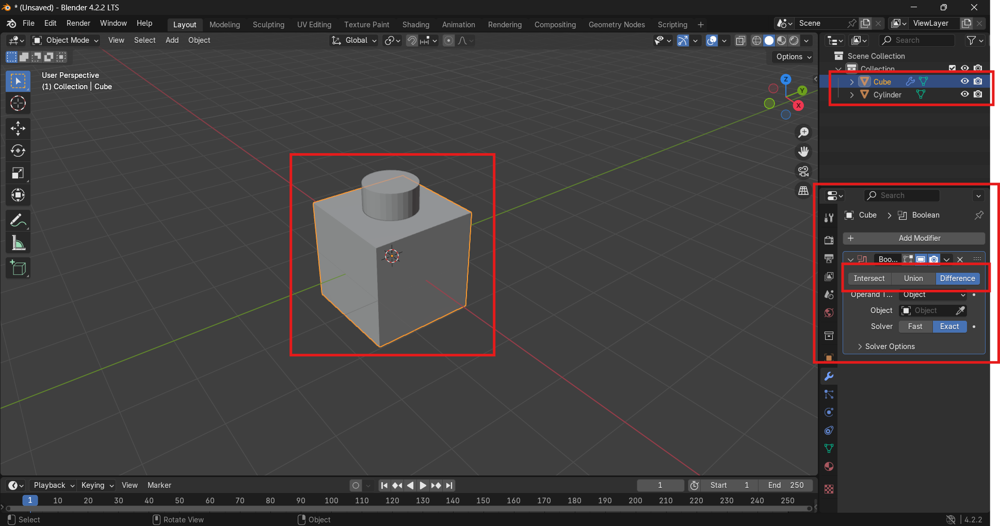 * (Unsaved) - Blender 4.2.2 LTS
File Edit Render Window Help Layout Modeling Sculpting UV Editing Texture Paint Shading Animation Rendering Compositing Geometry Nodes Scripting + Scene ViewLayer
Object Mode View Select Add Object Global Search
Options
User Perspective
(1) Collection | Cube
Z
Y
X
Scene Collection
Collection
Cube
Cylinder
Search
Cube > Boolean
+ Add Modifier
Boo...
Intersect Union Difference
Operand T... Object
Object Object
Solver Fast Exact
> Solver Options
Playback Keying View Marker 1 Start 1 End 250
1 10 20 30 40 50 60 70 80 90 100 110 120 130 140 150 160 170 180 190 200 210 220 230 240 250
Select Rotate View Object 4.2.2